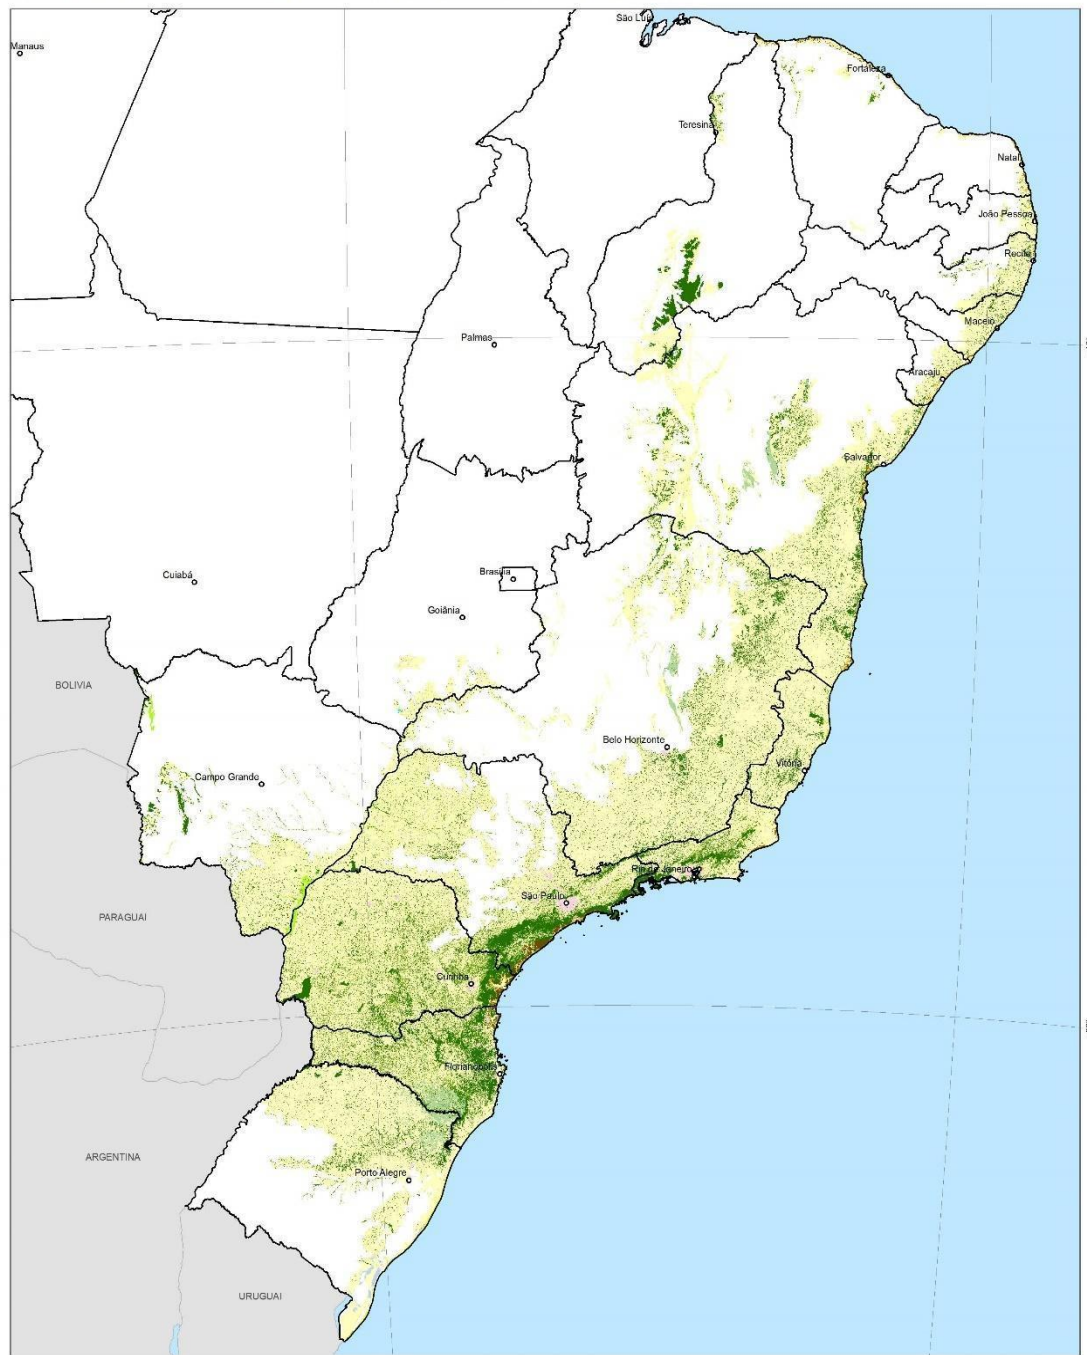 São Luís
Manaus
Fortaleza
Teresina
Natal
João Pessoa
Recife
Maceió
Palmas
Aracaju
Salvador
Brasília
Cuiabá
Goiânia
BOLIVIA
Belo Horizonte
Vitória
Campo Grande
Rio de Janeiro
São Paulo
PARAGUAI
Curitiba
Florianópolis
ARGENTINA
Porto Alegre
URUGUAI